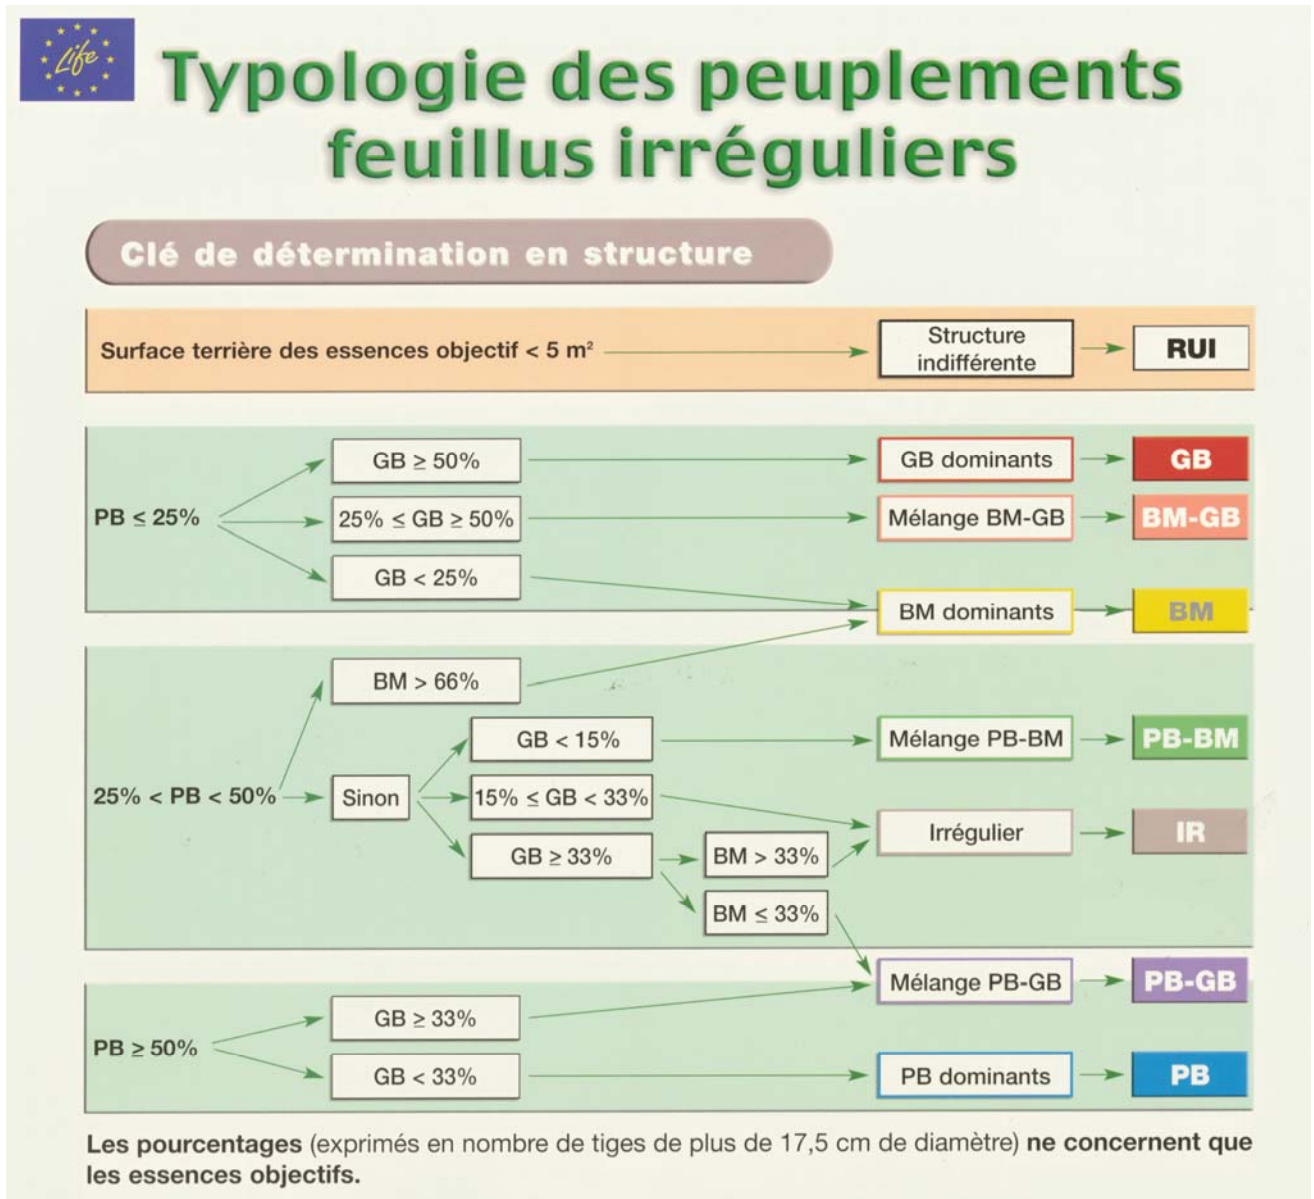 Life
Typologie des peuplements
feuillus irréguliers
Clé de détermination en structure
Surface terrière des essences objectif < 5 m²
Structure
indifférente
RUI
PB ≤ 25%
GB ≥ 50%
GB dominants
GB
25% ≤ GB ≥ 50%
Mélange BM-GB
BM-GB
GB < 25%
BM dominants
BM
25% < PB < 50%
BM > 66%
Sinon
GB < 15%
Mélange PB-BM
PB-BM
15% ≤ GB < 33%
Irrégulier
IR
GB ≥ 33%
BM > 33%
BM ≤ 33%
Mélange PB-GB
PB-GB
PB ≥ 50%
GB ≥ 33%
GB < 33%
PB dominants
PB
Les pourcentages (exprimés en nombre de tiges de plus de 17,5 cm de diamètre) ne concernent que
les essences objectifs.